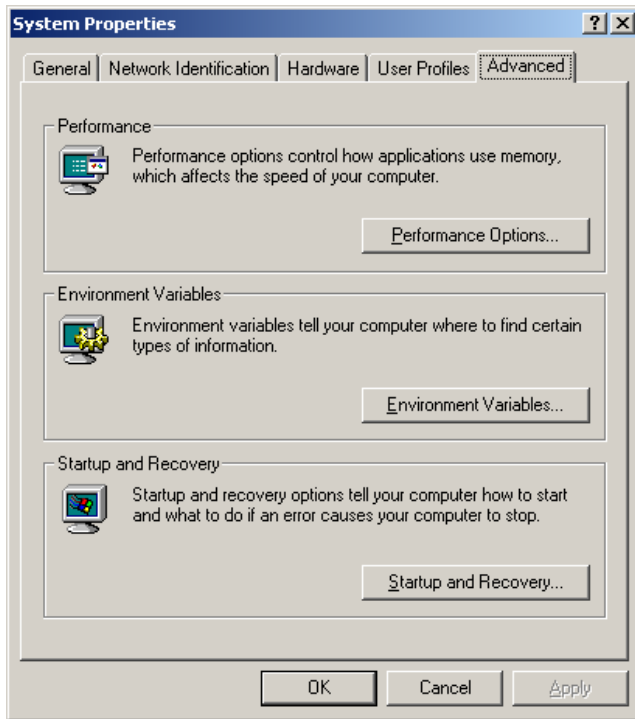 System Properties
General
Network Identification
Hardware
User Profiles
Advanced
Performance
Performance options control how applications use memory,
which affects the speed of your computer.
Performance Options...
Environment Variables
Environment variables tell your computer where to find certain
types of information.
Environment Variables...
Startup and Recovery
Startup and recovery options tell your computer how to start
and what to do if an error causes your computer to stop.
Startup and Recovery...
OK
Cancel
Apply